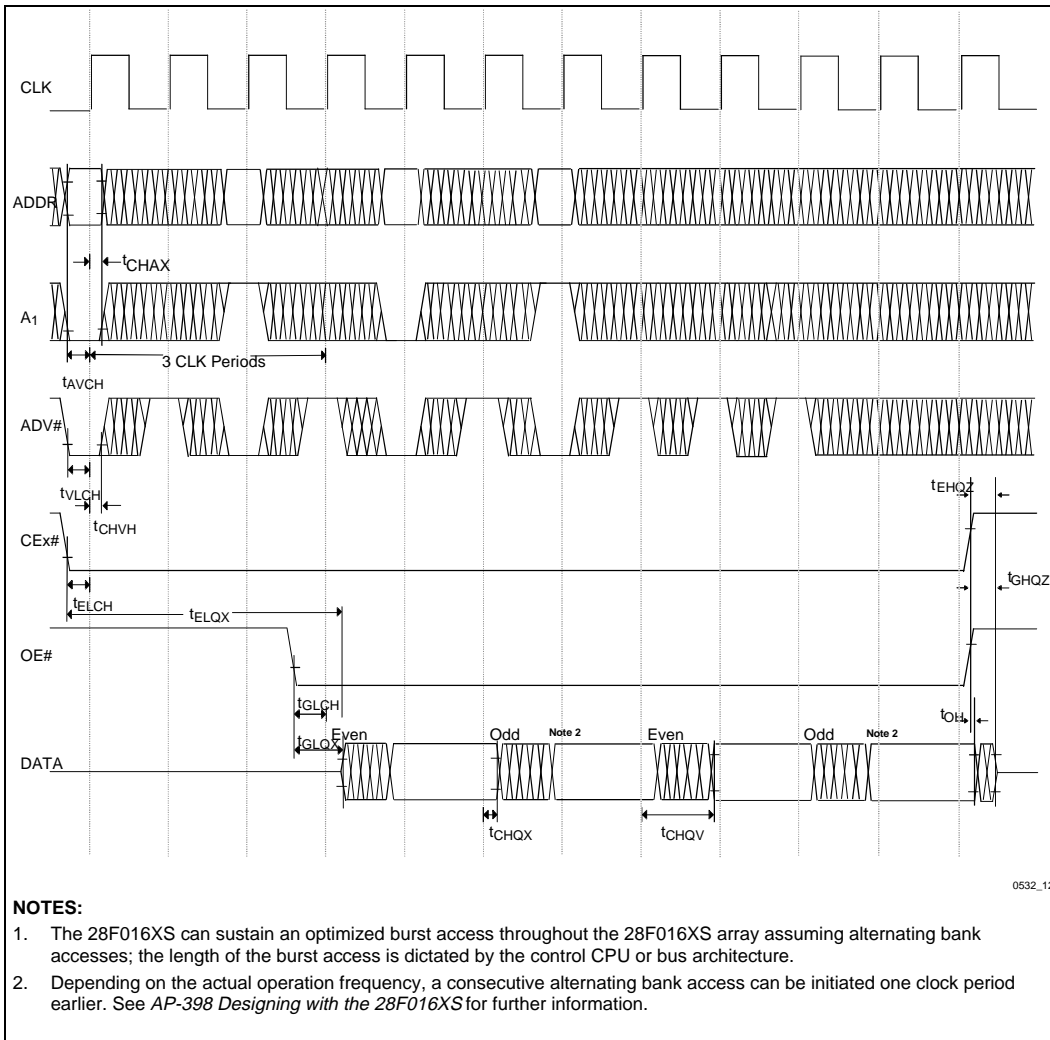 CLK
ADDR
tCHAX
A1
3 CLK Periods
tAVCH
ADV#
tVLCH
tEHQZ
tCHVH
CEx#
tGHQZ
tELCH
tELQX
OE#
tGLCH
tOH
tGLQX
Even
Odd
Note 2
Even
Odd
Note 2
DATA
tCHQX
tCHQV
0532_12
NOTES:
1. The 28F016XS can sustain an optimized burst access throughout the 28F016XS array assuming alternating bank
accesses; the length of the burst access is dictated by the control CPU or bus architecture.
2. Depending on the actual operation frequency, a consecutive alternating bank access can be initiated one clock period
earlier. See AP-398 Designing with the 28F016XS for further information.